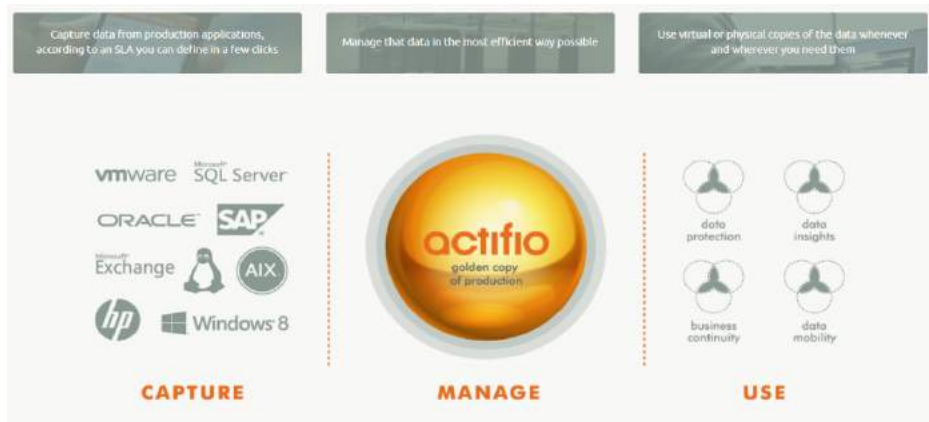 Capture data from production applications,
according to an SLA you can define in a few clicks
Manage that data in the most efficient way possible
Use virtual or physical copies of the data whenever
and wherever you need them
vmware
Microsoft
SQL Server
ORACLE
SAP
Microsoft
Exchange
AIX
hp
Windows 8
actifio
golden copy
of production
data
protection
data
insights
business
continuity
data
mobility
CAPTURE
MANAGE
USE